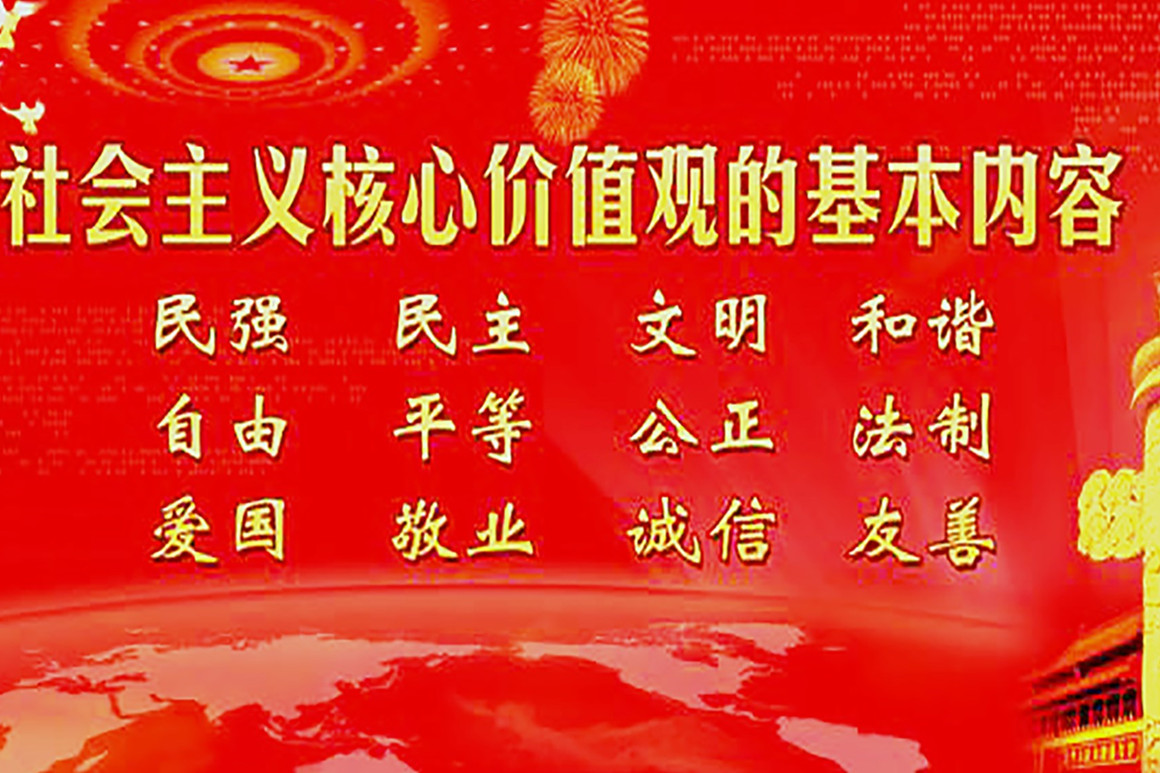 社会主义核心价值观的基本内容
民强 民主 文明 和谐
自由 平等 公正 法制
爱国 敬业 诚信 友善